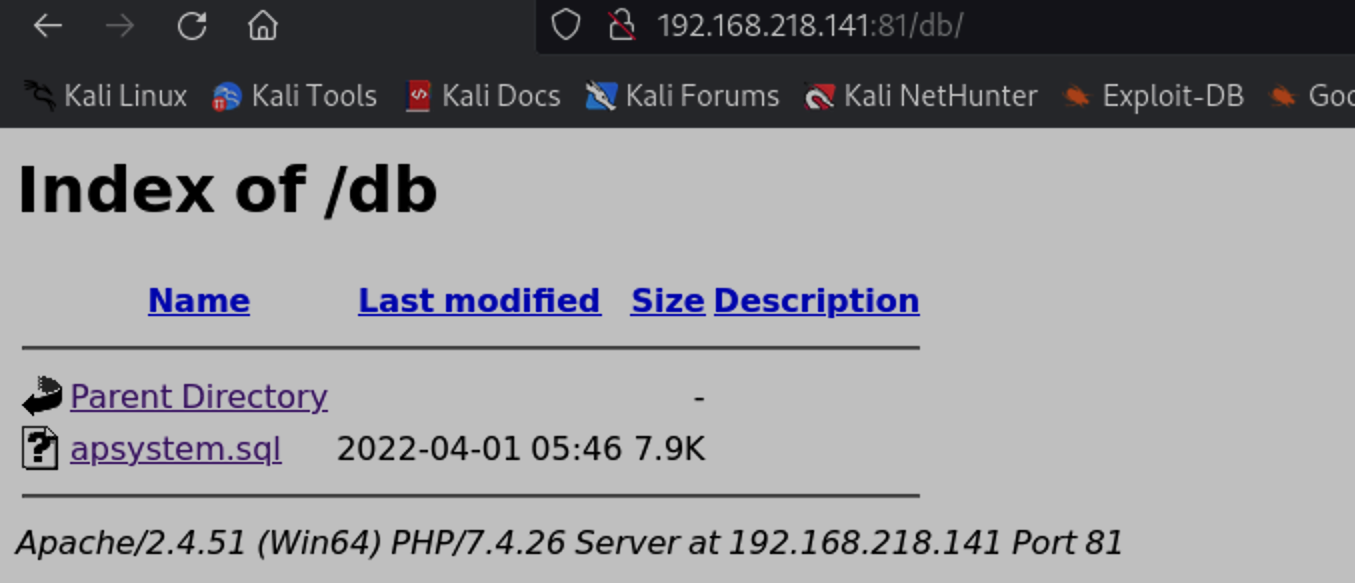 192.168.218.141:81/db/
Kali Linux Kali Tools Kali Docs Kali Forums Kali NetHunter Exploit-DB
Index of /db
Name Last modified Size Description
Parent Directory -
apsystem.sql 2022-04-01 05:46 7.9K
Apache/2.4.51 (Win64) PHP/7.4.26 Server at 192.168.218.141 Port 81